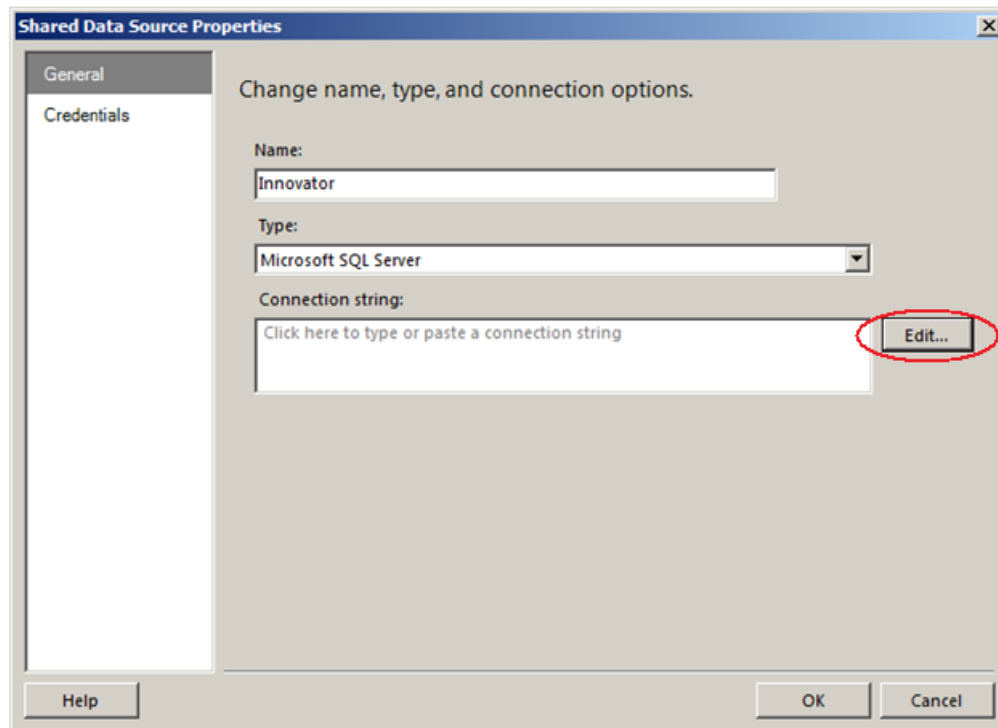 Shared Data Source Properties
General
Credentials
Change name, type, and connection options.
Name:
Innovator
Type:
Microsoft SQL Server
Connection string:
Click here to type or paste a connection string
Edit...
Help
OK
Cancel